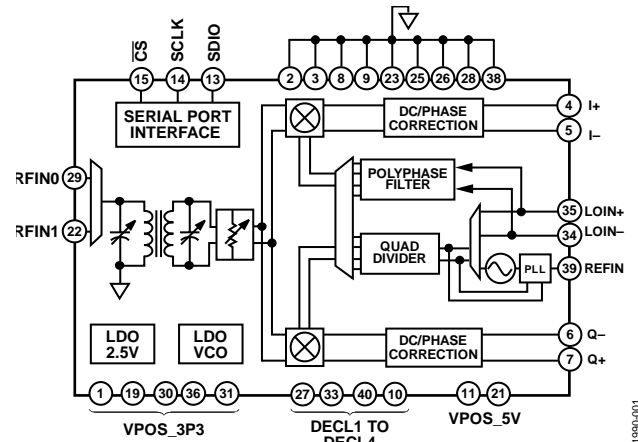 CS
SCLK
SDIO
15
14
13
2
3
8
9
23
25
26
28
38
SERIAL PORT
INTERFACE
DC/PHASE
CORRECTION
4
I+
5
I–
RFIN0
29
RFIN1
22
POLYPHASE
FILTER
35
LOIN+
34
LOIN–
QUAD
DIVIDER
PLL
39
REFIN
LDO
2.5V
LDO
VCO
DC/PHASE
CORRECTION
6
Q–
7
Q+
1
19
30
36
31
27
33
40
10
11
21
VPOS_3P3
DECL1 TO
DECL4
VPOS_5V
1990-001